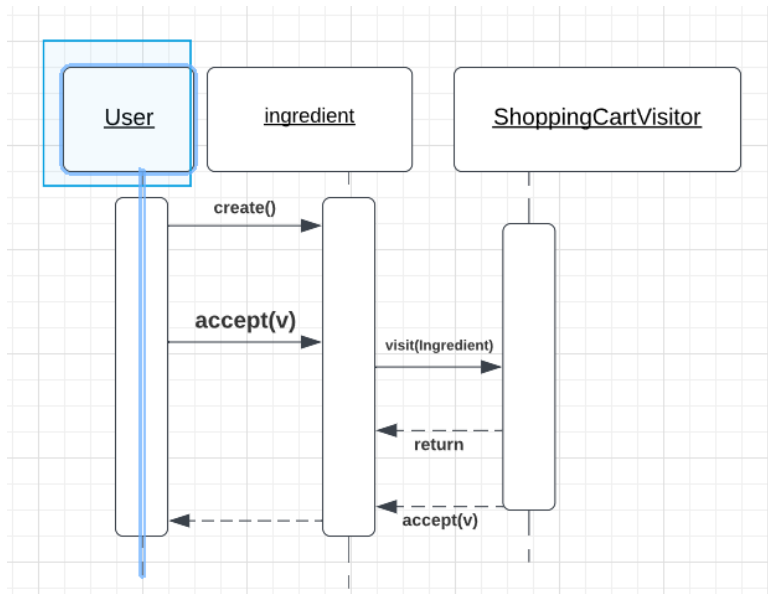 User
ingredient
ShoppingCartVisitor
create()
accept(v)
visit(Ingredient)
return
accept(v)